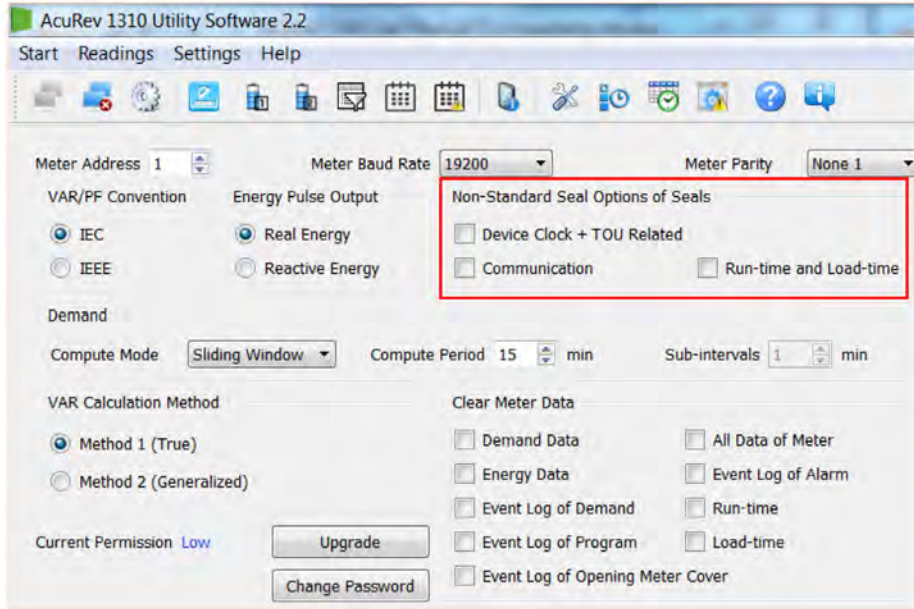 AcuRev 1310 Utility Software 2.2
Start Readings Settings Help
Meter Address 1 Meter Baud Rate 19200 Meter Parity None 1
VAR/PF Convention Energy Pulse Output Non-Standard Seal Options of Seals
IEC Real Energy Device Clock + TOU Related
IEEE Reactive Energy Communication Run-time and Load-time
Demand
Compute Mode Sliding Window Compute Period 15 min Sub-intervals 1 min
VAR Calculation Method Clear Meter Data
Method 1 (True) Demand Data All Data of Meter
Method 2 (Generalized) Energy Data Event Log of Alarm
Event Log of Demand Run-time
Current Permission Low Upgrade Event Log of Program Load-time
Change Password Event Log of Opening Meter Cover